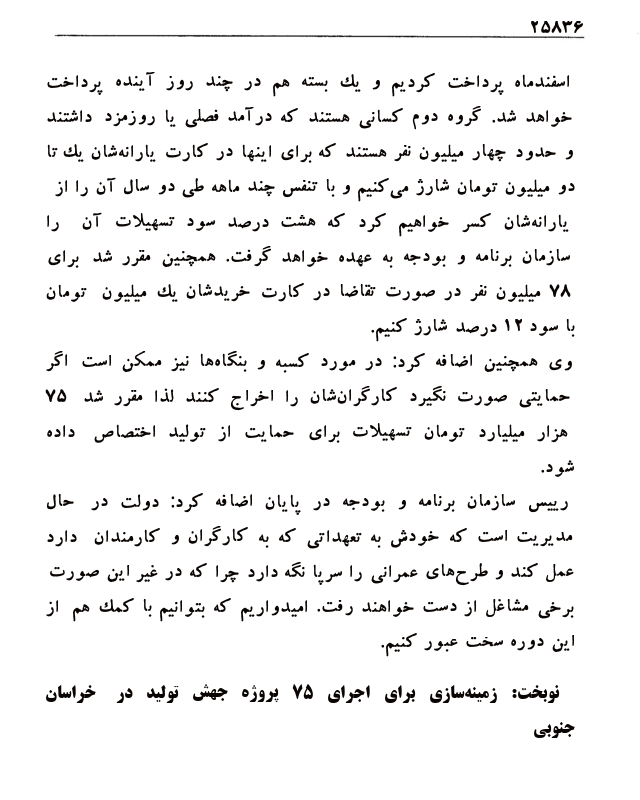 ۲۵۸۳۶
اسفندماه پرداخت کردیم و یك بسته هم در چند روز آینده پرداخت
خواهد شد. گروه دوم کسانی هستند که درآمد فصلی یا روزمزد داشتند
و حدود چهار میلیون نفر هستند که برای اینها در کارت یارانه‌شان یك تا
دو میلیون تومان شارژ می‌کنیم و با تنفس چند ماهه طی دو سال آن را از
یارانه‌شان کسر خواهیم کرد که هشت درصد سود تسهیلات آن را
سازمان برنامه و بودجه به عهده خواهد گرفت. همچنین مقرر شد برای
۷۸ میلیون نفر در صورت تقاضا در کارت خریدشان یك میلیون تومان
با سود ۱۲ درصد شارژ کنیم.
وی همچنین اضافه کرد: در مورد کسبه و بنگاه‌ها نیز ممکن است اگر
حمایتی صورت نگیرد کارگران‌شان را اخراج کنند لذا مقرر شد ۷۵
هزار میلیارد تومان تسهیلات برای حمایت از تولید اختصاص داده
شود.
رییس سازمان برنامه و بودجه در پایان اضافه کرد: دولت در حال
مدیریت است که خودش به تعهداتی که به کارگران و کارمندان دارد
عمل کند و طرح‌های عمرانی را سرپا نگه دارد چرا که در غیر این صورت
برخی مشاغل از دست خواهند رفت. امیدواریم که بتوانیم با کمك هم از
این دوره سخت عبور کنیم.
نوبخت: زمینه‌سازی برای اجرای ۷۵ پروژه جهش تولید در خراسان
جنوبی